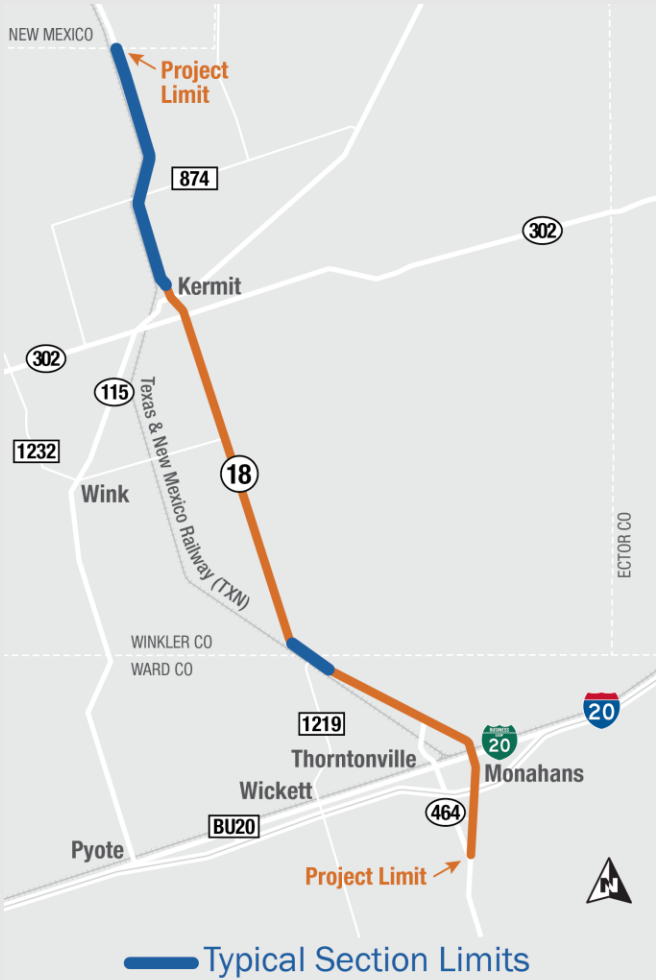 NEW MEXICO
Project
Limit
874
302
Kermit
302
115
Texas & New Mexico Railway (TXN)
1232
18
Wink
ECTOR CO
WINKLER CO
WARD CO
20
1219
BUSINESS
20
Thorntonville
Monahans
Wickett
464
BU20
Pyote
Project Limit
N
Typical Section Limits